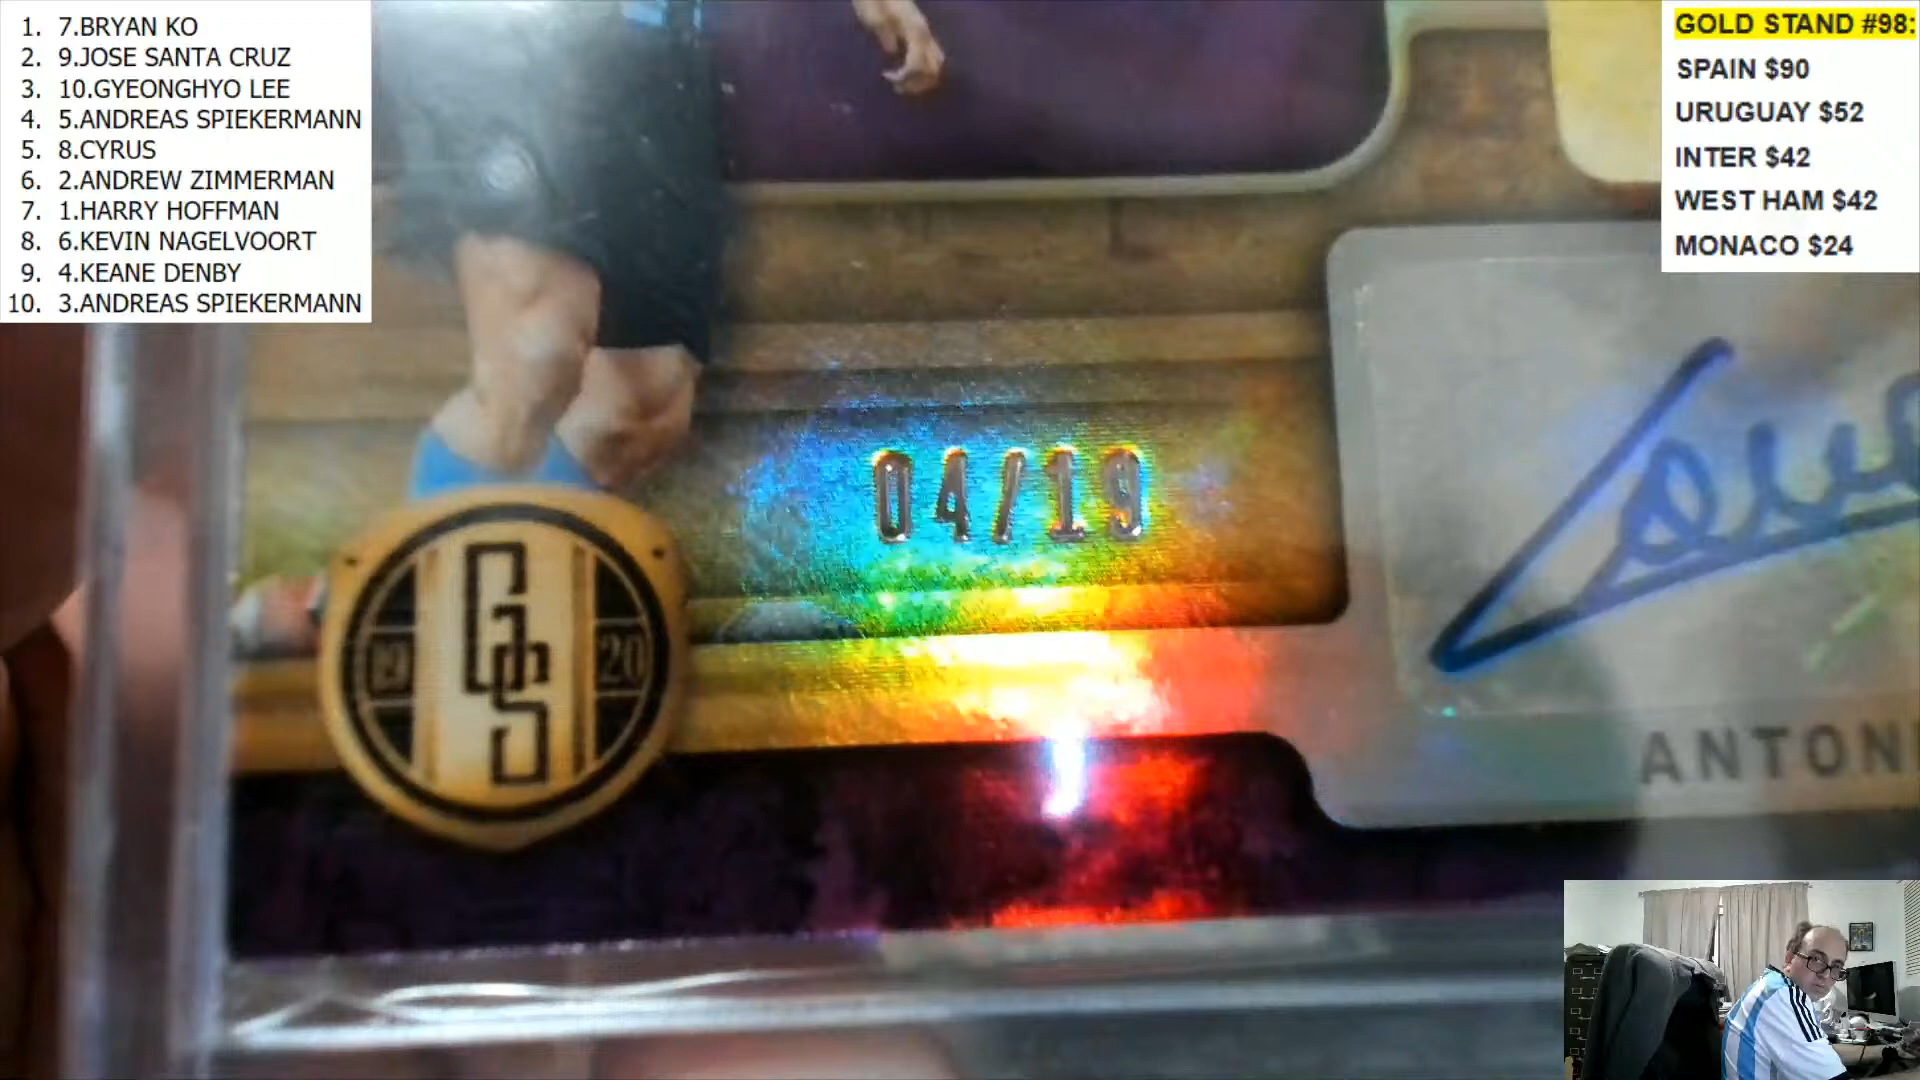 1. 7.BRYAN KO
2. 9.JOSE SANTA CRUZ
3. 10.GYEONGHYO LEE
4. 5.ANDREAS SPIEKERMANN
5. 8.CYRUS
6. 2.ANDREW ZIMMERMAN
7. 1.HARRY HOFFMAN
8. 6.KEVIN NAGELVOORT
9. 4.KEANE DENBY
10. 3.ANDREAS SPIEKERMANN
GOLD STAND #98:
SPAIN $90
URUGUAY $52
INTER $42
WEST HAM $42
MONACO $24
04/19
19 GS 20
ANTONI